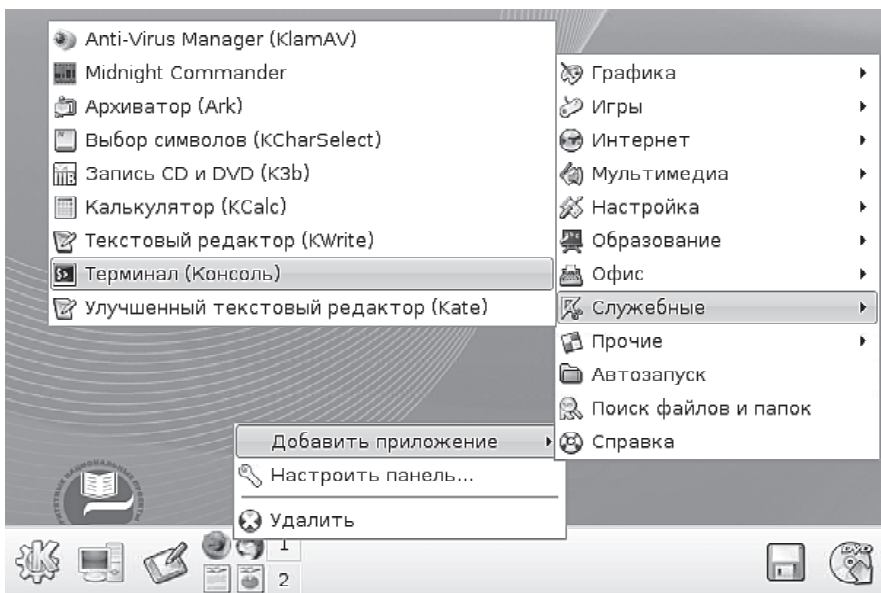 Anti-Virus Manager (KlamAV)
Midnight Commander
Архиватор (Ark)
Выбор символов (KCharSelect)
Запись CD и DVD (K3b)
Калькулятор (KCalc)
Текстовый редактор (KWrite)
Терминал (Консоль)
Улучшенный текстовый редактор (Kate)
Графика
Игры
Интернет
Мультимедиа
Настройка
Образование
Офис
Служебные
Прочие
Автозапуск
Поиск файлов и папок
Справка
Добавить приложение
Настроить панель...
Удалить
1
2
DVD